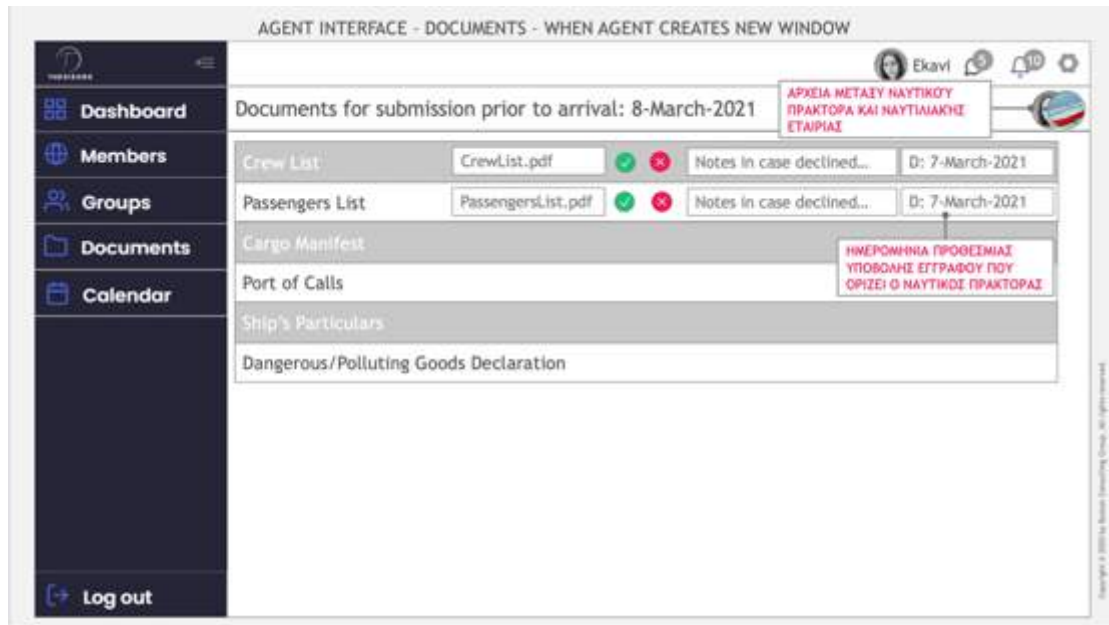 AGENT INTERFACE - DOCUMENTS - WHEN AGENT CREATES NEW WINDOW
Ekavi
5
10
Dashboard
Members
Groups
Documents
Calendar
Log out
Documents for submission prior to arrival: 8-March-2021
ΑΡΧΕΙΑ ΜΕΤΑΞΥ ΝΑΥΤΙΚΟΎ
ΠΡΑΚΤΟΡΑ ΚΑΙ ΝΑΥΤΙΛΙΑΚΗΣ
ΕΤΑΙΡΙΑΣ
Crew List
CrewList.pdf
Notes in case declined...
D: 7-March-2021
Passengers List
PassengersList.pdf
Notes in case declined...
D: 7-March-2021
ΗΜΕΡΟΜΗΝΙΑ ΠΡΟΘΕΣΜΙΑΣ
ΥΠΟΒΟΛΗΣ ΕΓΓΡΑΦΟΥ ΠΟΥ
ΟΡΙΖΕΙ Ο ΝΑΥΤΙΚΟΣ ΠΡΑΚΤΟΡΑΣ
Cargo Manifest
Port of Calls
Ship's Particulars
Dangerous/Polluting Goods Declaration